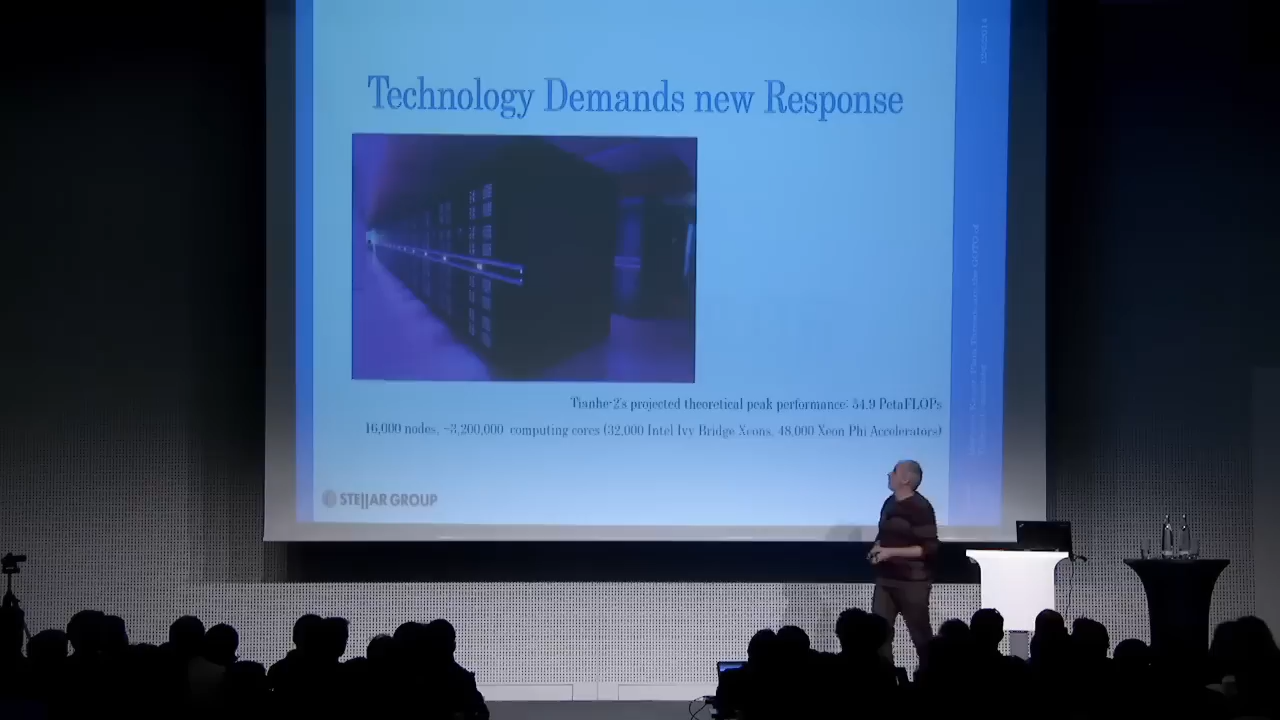 Technology Demands new Response
Tianhe-2's projected theoretical peak performance: 54.9 PetaFLOPs
16,000 nodes, ~3,200,000 computing cores (32,000 Intel Ivy Bridge Xeons, 48,000 Xeon Phi Accelerators)
STE||AR GROUP